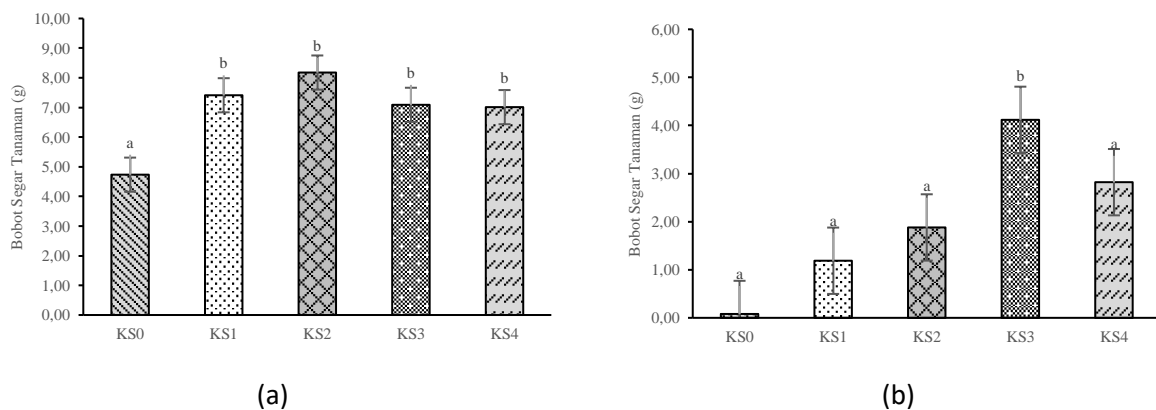 Bobot Segar Tanaman (g)
10,00
9,00
8,00
7,00
6,00
5,00
4,00
3,00
2,00
1,00
0,00
a
b
b
b
b
KS0 KS1 KS2 KS3 KS4
(a)
Bobot Segar Tanaman (g)
6,00
5,00
4,00
3,00
2,00
1,00
0,00
a
a
a
b
a
KS0 KS1 KS2 KS3 KS4
(b)